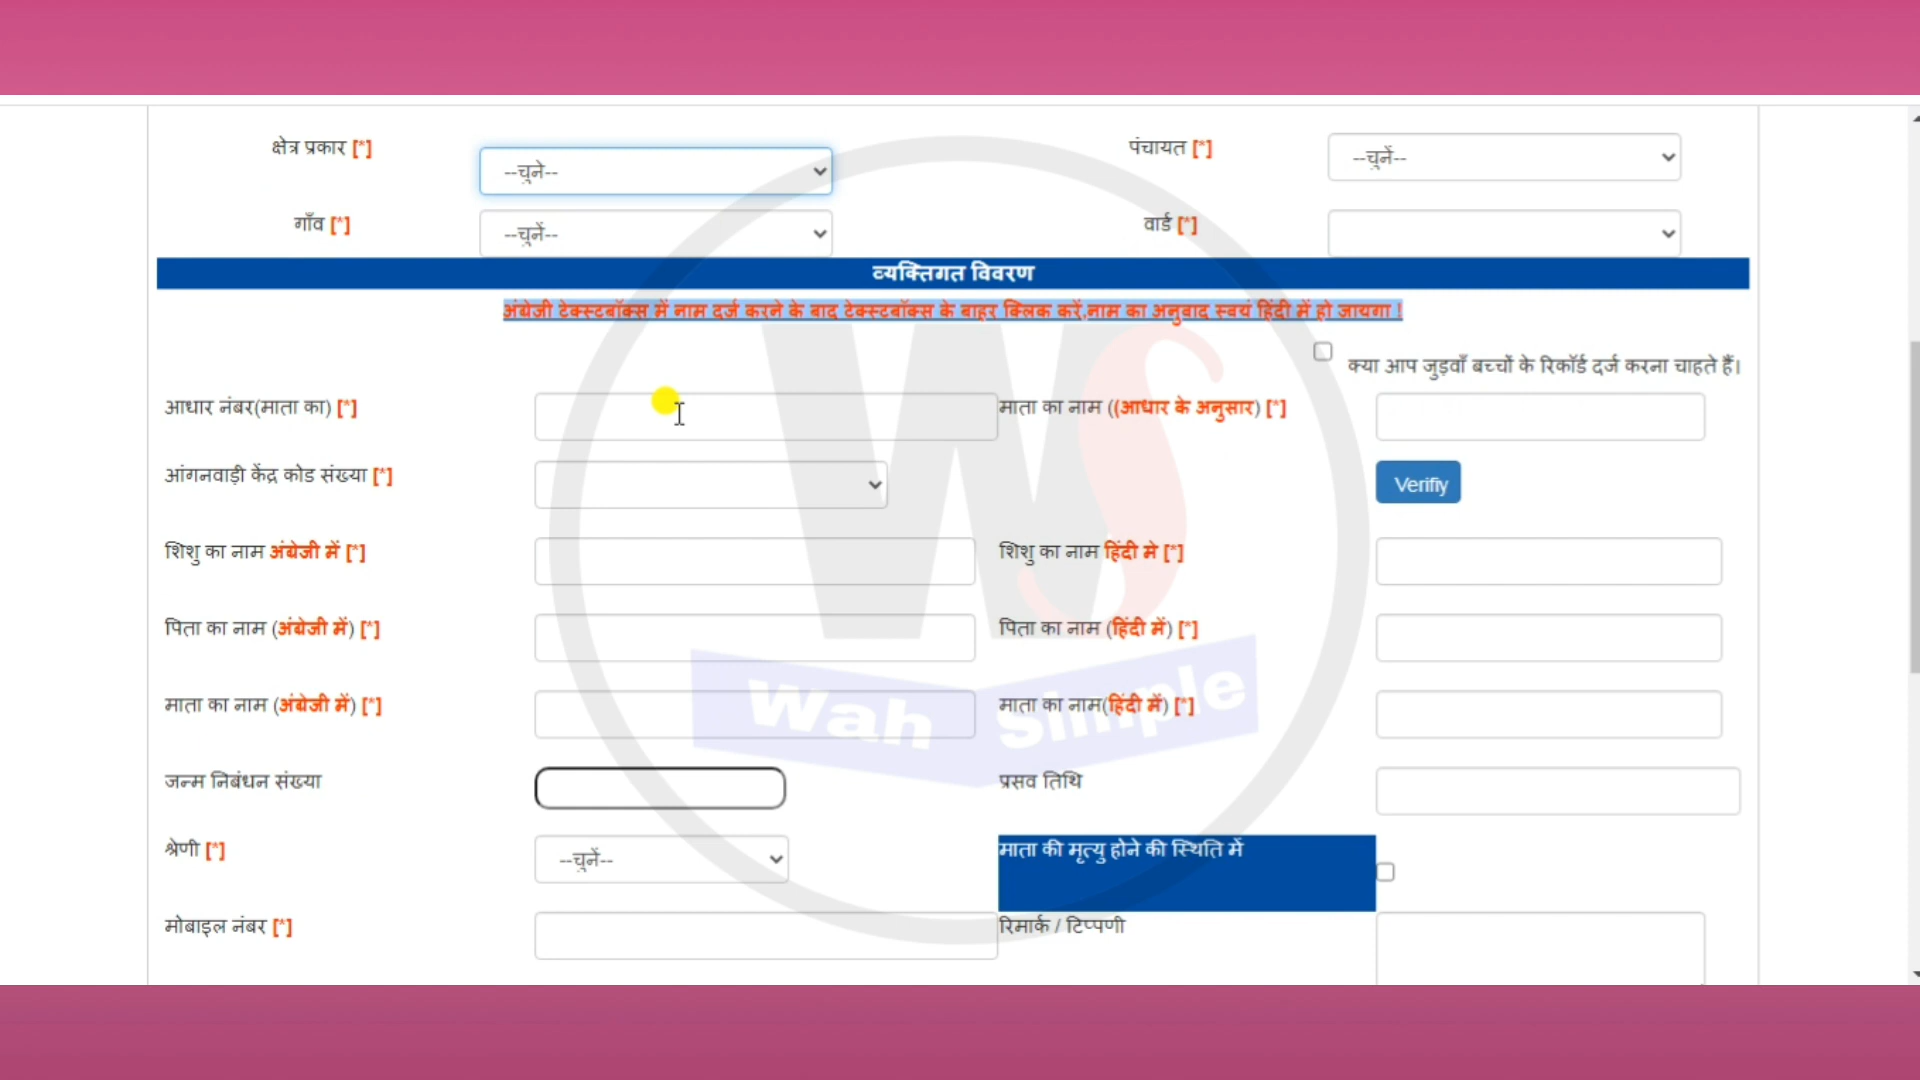 क्षेत्र प्रकार [*] --चुने-- पंचायत [*] --चुनें--
गाँव [*] --चुनें-- वार्ड [*]
व्यक्तिगत विवरण
अंग्रेजी टेक्स्टबॉक्स में नाम दर्ज करने के बाद टेक्स्टबॉक्स के बाहर क्लिक करें,नाम का अनुवाद स्वयं हिंदी में हो जायगा !
क्या आप जुड़वाँ बच्चों के रिकॉर्ड दर्ज करना चाहते हैं।
आधार नंबर(माता का) [*] माता का नाम ((आधार के अनुसार) [*]
आंगनवाड़ी केंद्र कोड संख्या [*] Verifiy
शिशु का नाम अंग्रेजी में [*] शिशु का नाम हिंदी मे [*]
पिता का नाम (अंग्रेजी में) [*] पिता का नाम (हिंदी में) [*]
माता का नाम (अंग्रेजी में) [*] माता का नाम(हिंदी में) [*]
WS
Wah Simple
जन्म निबंधन संख्या प्रसव तिथि
श्रेणी [*] --चुनें-- माता की मृत्यु होने की स्थिति में
मोबाइल नंबर [*] रिमार्क / टिप्पणी